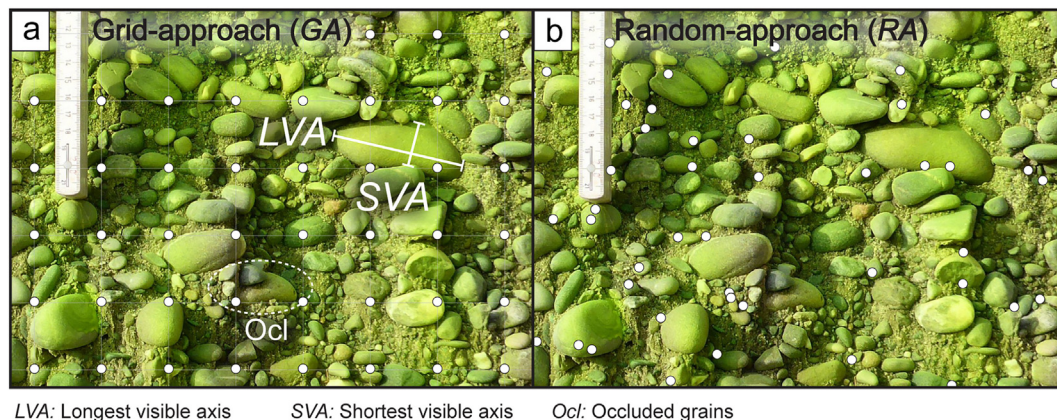 a Grid-approach (GA)
b Random-approach (RA)
LVA
SVA
Ocl
LVA: Longest visible axis SVA: Shortest visible axis Ocl: Occluded grains